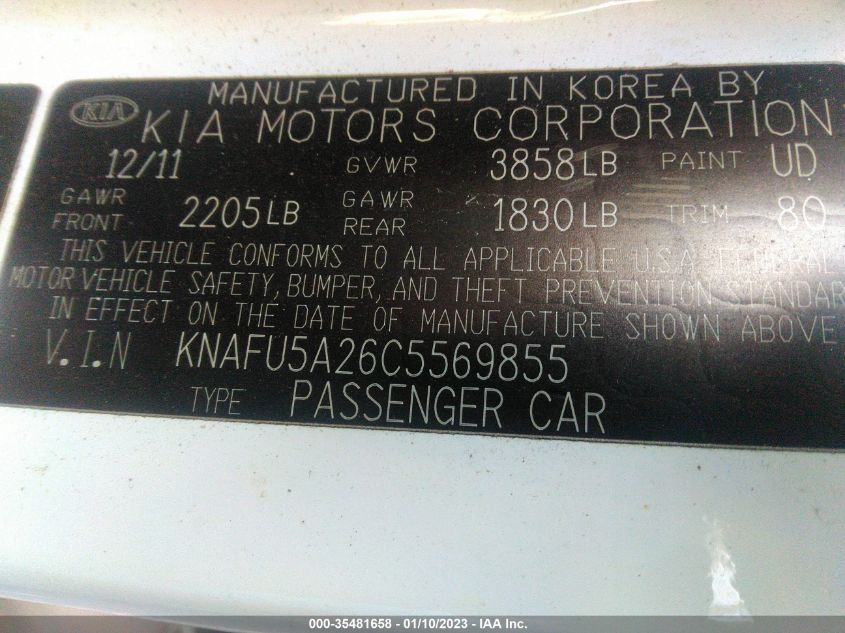 MANUFACTURED IN KOREA BY
KIA KIA MOTORS CORPORATION
12/11 GVWR 3858LB PAINT UD
GAWR FRONT 2205LB GAWR REAR 1830LB TRIM 80
THIS VEHICLE CONFORMS TO ALL APPLICABLE U.S.A FEDERAL
MOTOR VEHICLE SAFETY, BUMPER, AND THEFT PREVENTION STANDAR
IN EFFECT ON THE DATE OF MANUFACTURE SHOWN ABOVE
V.I.N KNAFU5A26C5569855
TYPE PASSENGER CAR
000-35481658 - 01/10/2023 - IAA Inc.